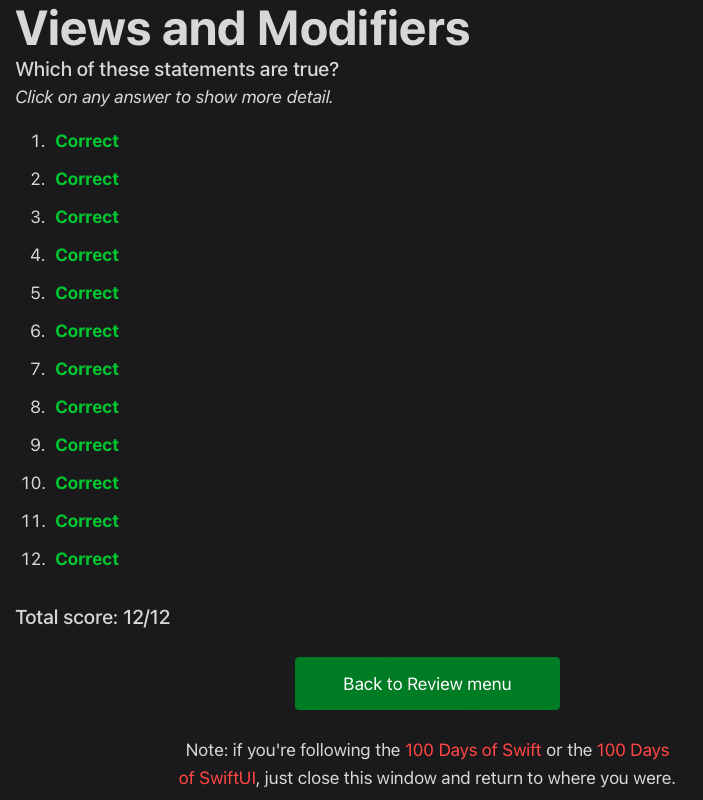 Views and Modifiers
Which of these statements are true?
Click on any answer to show more detail.
1. Correct
2. Correct
3. Correct
4. Correct
5. Correct
6. Correct
7. Correct
8. Correct
9. Correct
10. Correct
11. Correct
12. Correct
Total score: 12/12
Back to Review menu
Note: if you're following the 100 Days of Swift or the 100 Days
of SwiftUI, just close this window and return to where you were.